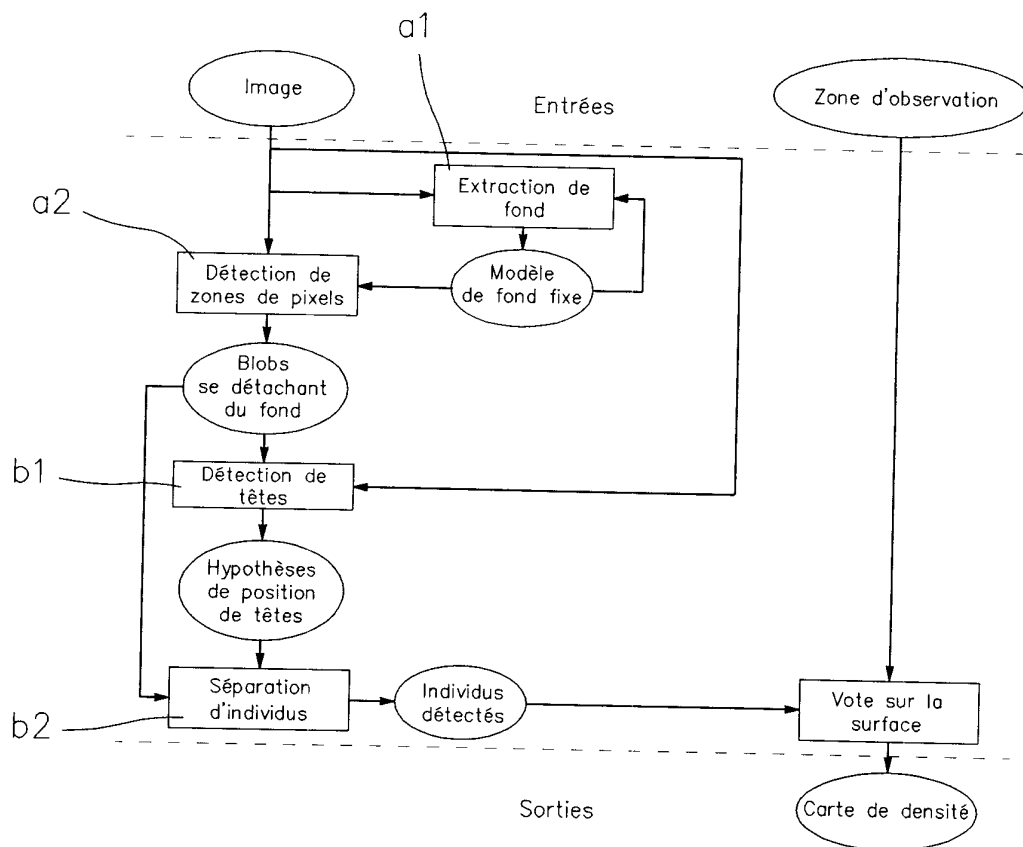 a1
Image
Entrées
Zone d'observation
Extraction de
fond
a2
Détection de
zones de pixels
Modèle
de fond fixe
Blobs
se détachant
du fond
b1
Détection de
têtes
Hypothèses
de position
de têtes
Séparation
d'individus
Individus
détectés
Vote sur la
surface
b2
Sorties
Carte de densité